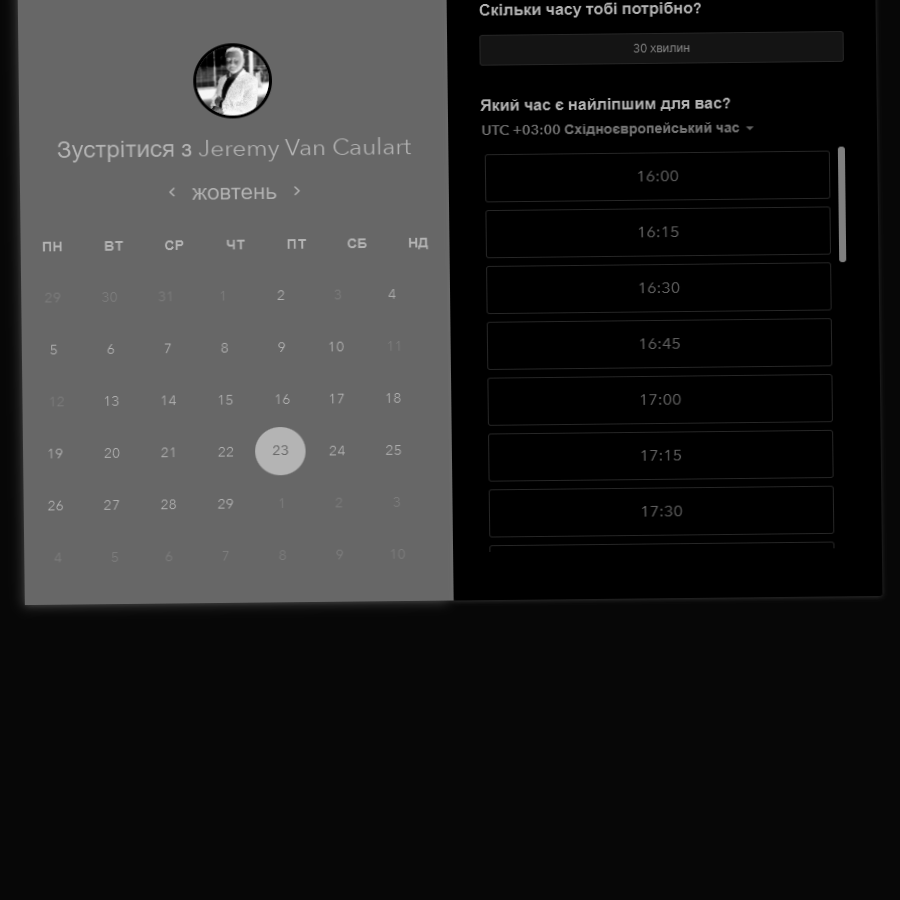 Зустрітися з Jeremy Van Caulart
жовтень
ПН ВТ СР ЧТ ПТ СБ НД
29 30 31 1 2 3 4
5 6 7 8 9 10 11
12 13 14 15 16 17 18
19 20 21 22 23 24 25
26 27 28 29 1 2 3
4 5 6 7 8 9 10
Скільки часу тобі потрібно?
30 хвилин
Який час є найліпшим для вас?
UTC +03:00 Східноєвропейський час
16:00
16:15
16:30
16:45
17:00
17:15
17:30